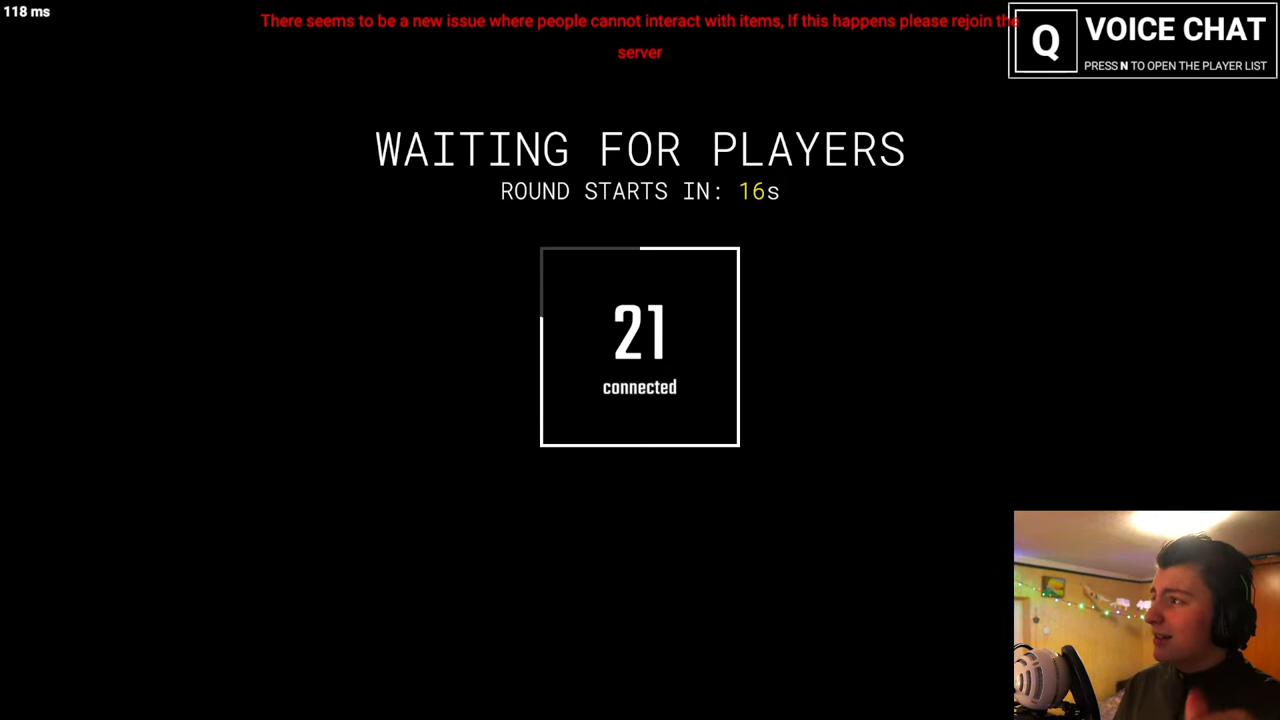 118 ms
There seems to be a new issue where people cannot interact with items, If this happens please rejoin the
server
Q
VOICE CHAT
PRESS N TO OPEN THE PLAYER LIST
WAITING FOR PLAYERS
ROUND STARTS IN: 16s
21
connected